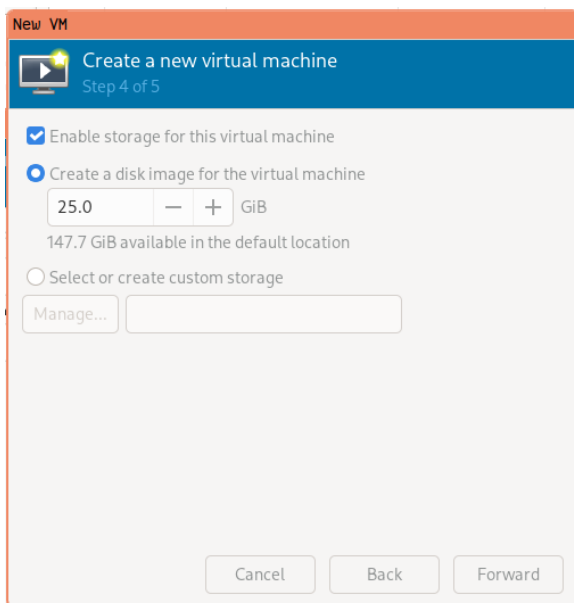 New VM
Create a new virtual machine
Step 4 of 5
Enable storage for this virtual machine
Create a disk image for the virtual machine
25.0 − + GiB
147.7 GiB available in the default location
Select or create custom storage
Manage...
Cancel Back Forward